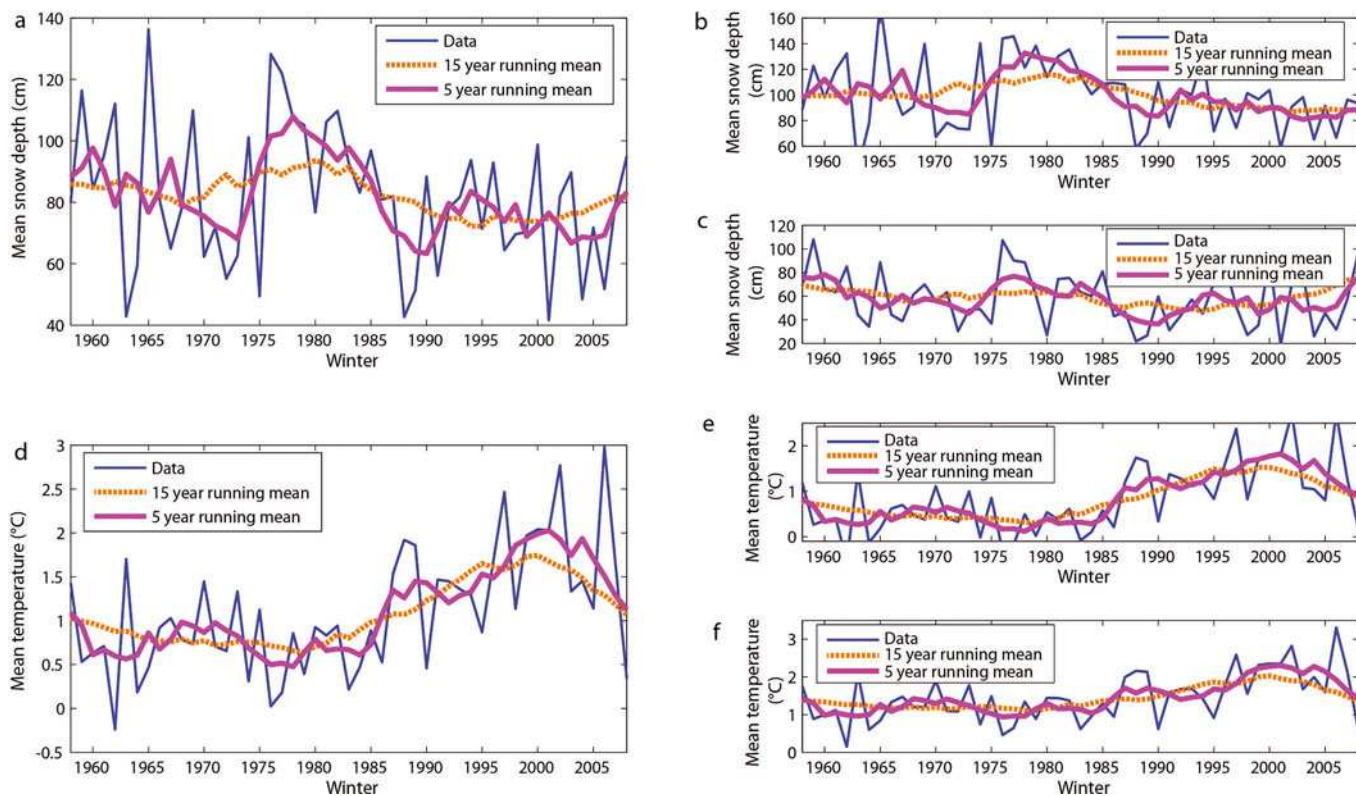 a
140
120
100
80
60
40
Mean snow depth (cm)
Data
15 year running mean
5 year running mean
1960 1965 1970 1975 1980 1985 1990 1995 2000 2005
Winter
b
160
140
120
100
80
60
Mean snow depth
(cm)
Data
15 year running mean
5 year running mean
1960 1965 1970 1975 1980 1985 1990 1995 2000 2005
Winter
c
120
100
80
60
40
20
Mean snow depth
(cm)
Data
15 year running mean
5 year running mean
1960 1965 1970 1975 1980 1985 1990 1995 2000 2005
Winter
d
3
2.5
2
1.5
1
0.5
0
-0.5
Mean temperature (°C)
Data
15 year running mean
5 year running mean
1960 1965 1970 1975 1980 1985 1990 1995 2000 2005
Winter
e
2
1
0
Mean temperature
(°C)
Data
15 year running mean
5 year running mean
1960 1965 1970 1975 1980 1985 1990 1995 2000 2005
Winter
f
3
2
1
0
Mean temperature
(°C)
Data
15 year running mean
5 year running mean
1960 1965 1970 1975 1980 1985 1990 1995 2000 2005
Winter